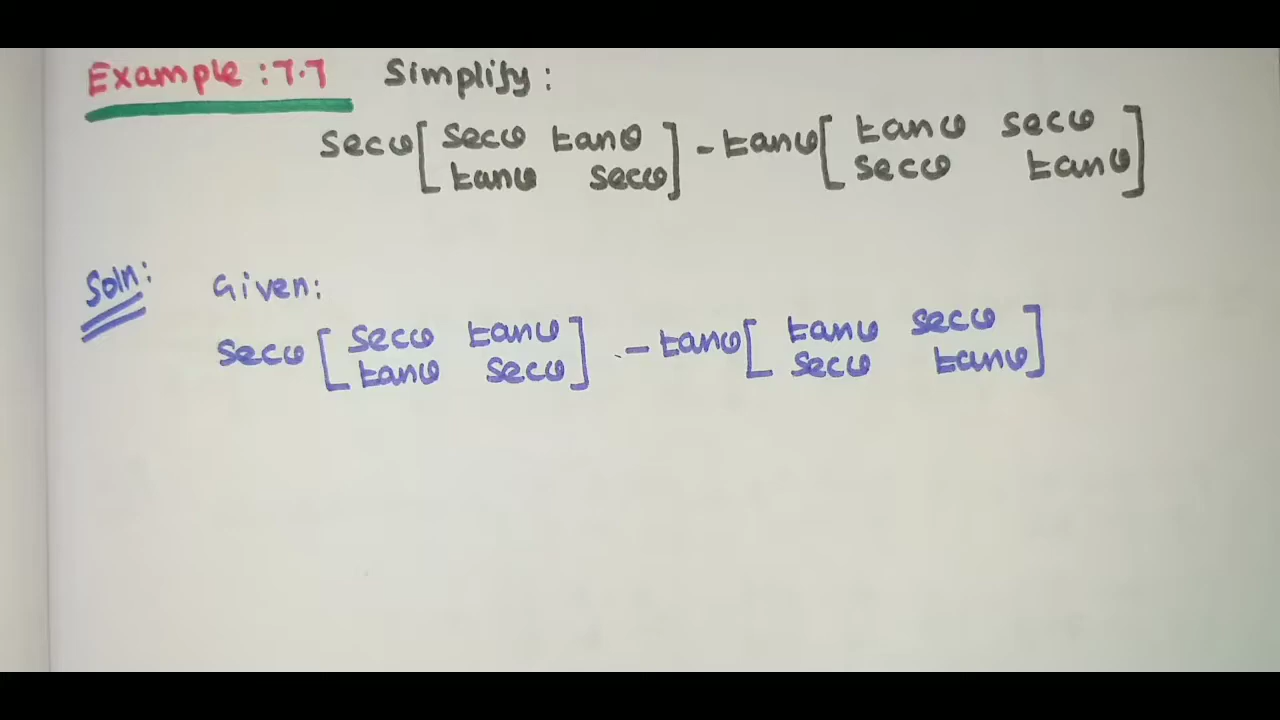 Example: 7.7 Simplify:
secθ[secθ tanθ] - tanθ[tanθ secθ]
tanθ secθ secθ tanθ
Soln: Given:
secθ[secθ tanθ] - tanθ[tanθ secθ]
tanθ secθ secθ tanθ